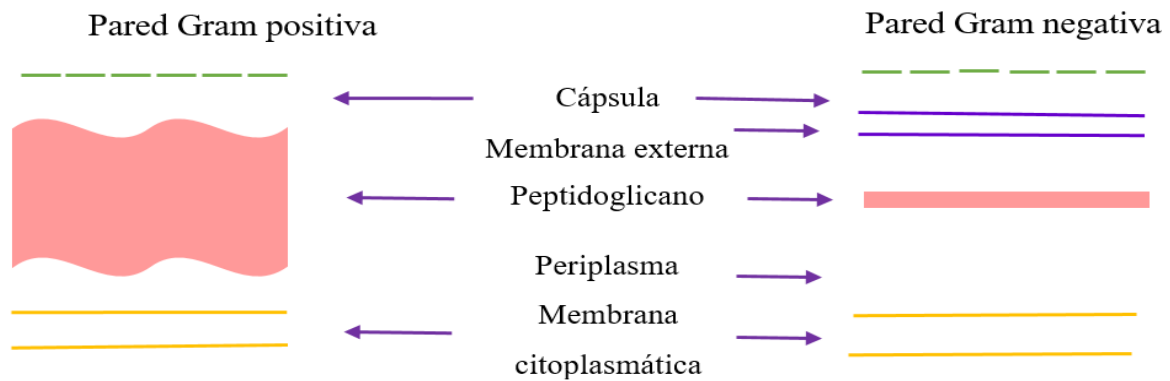 Pared Gram positiva
Pared Gram negativa
Cápsula
Membrana externa
Peptidoglicano
Periplasma
Membrana
citoplasmática